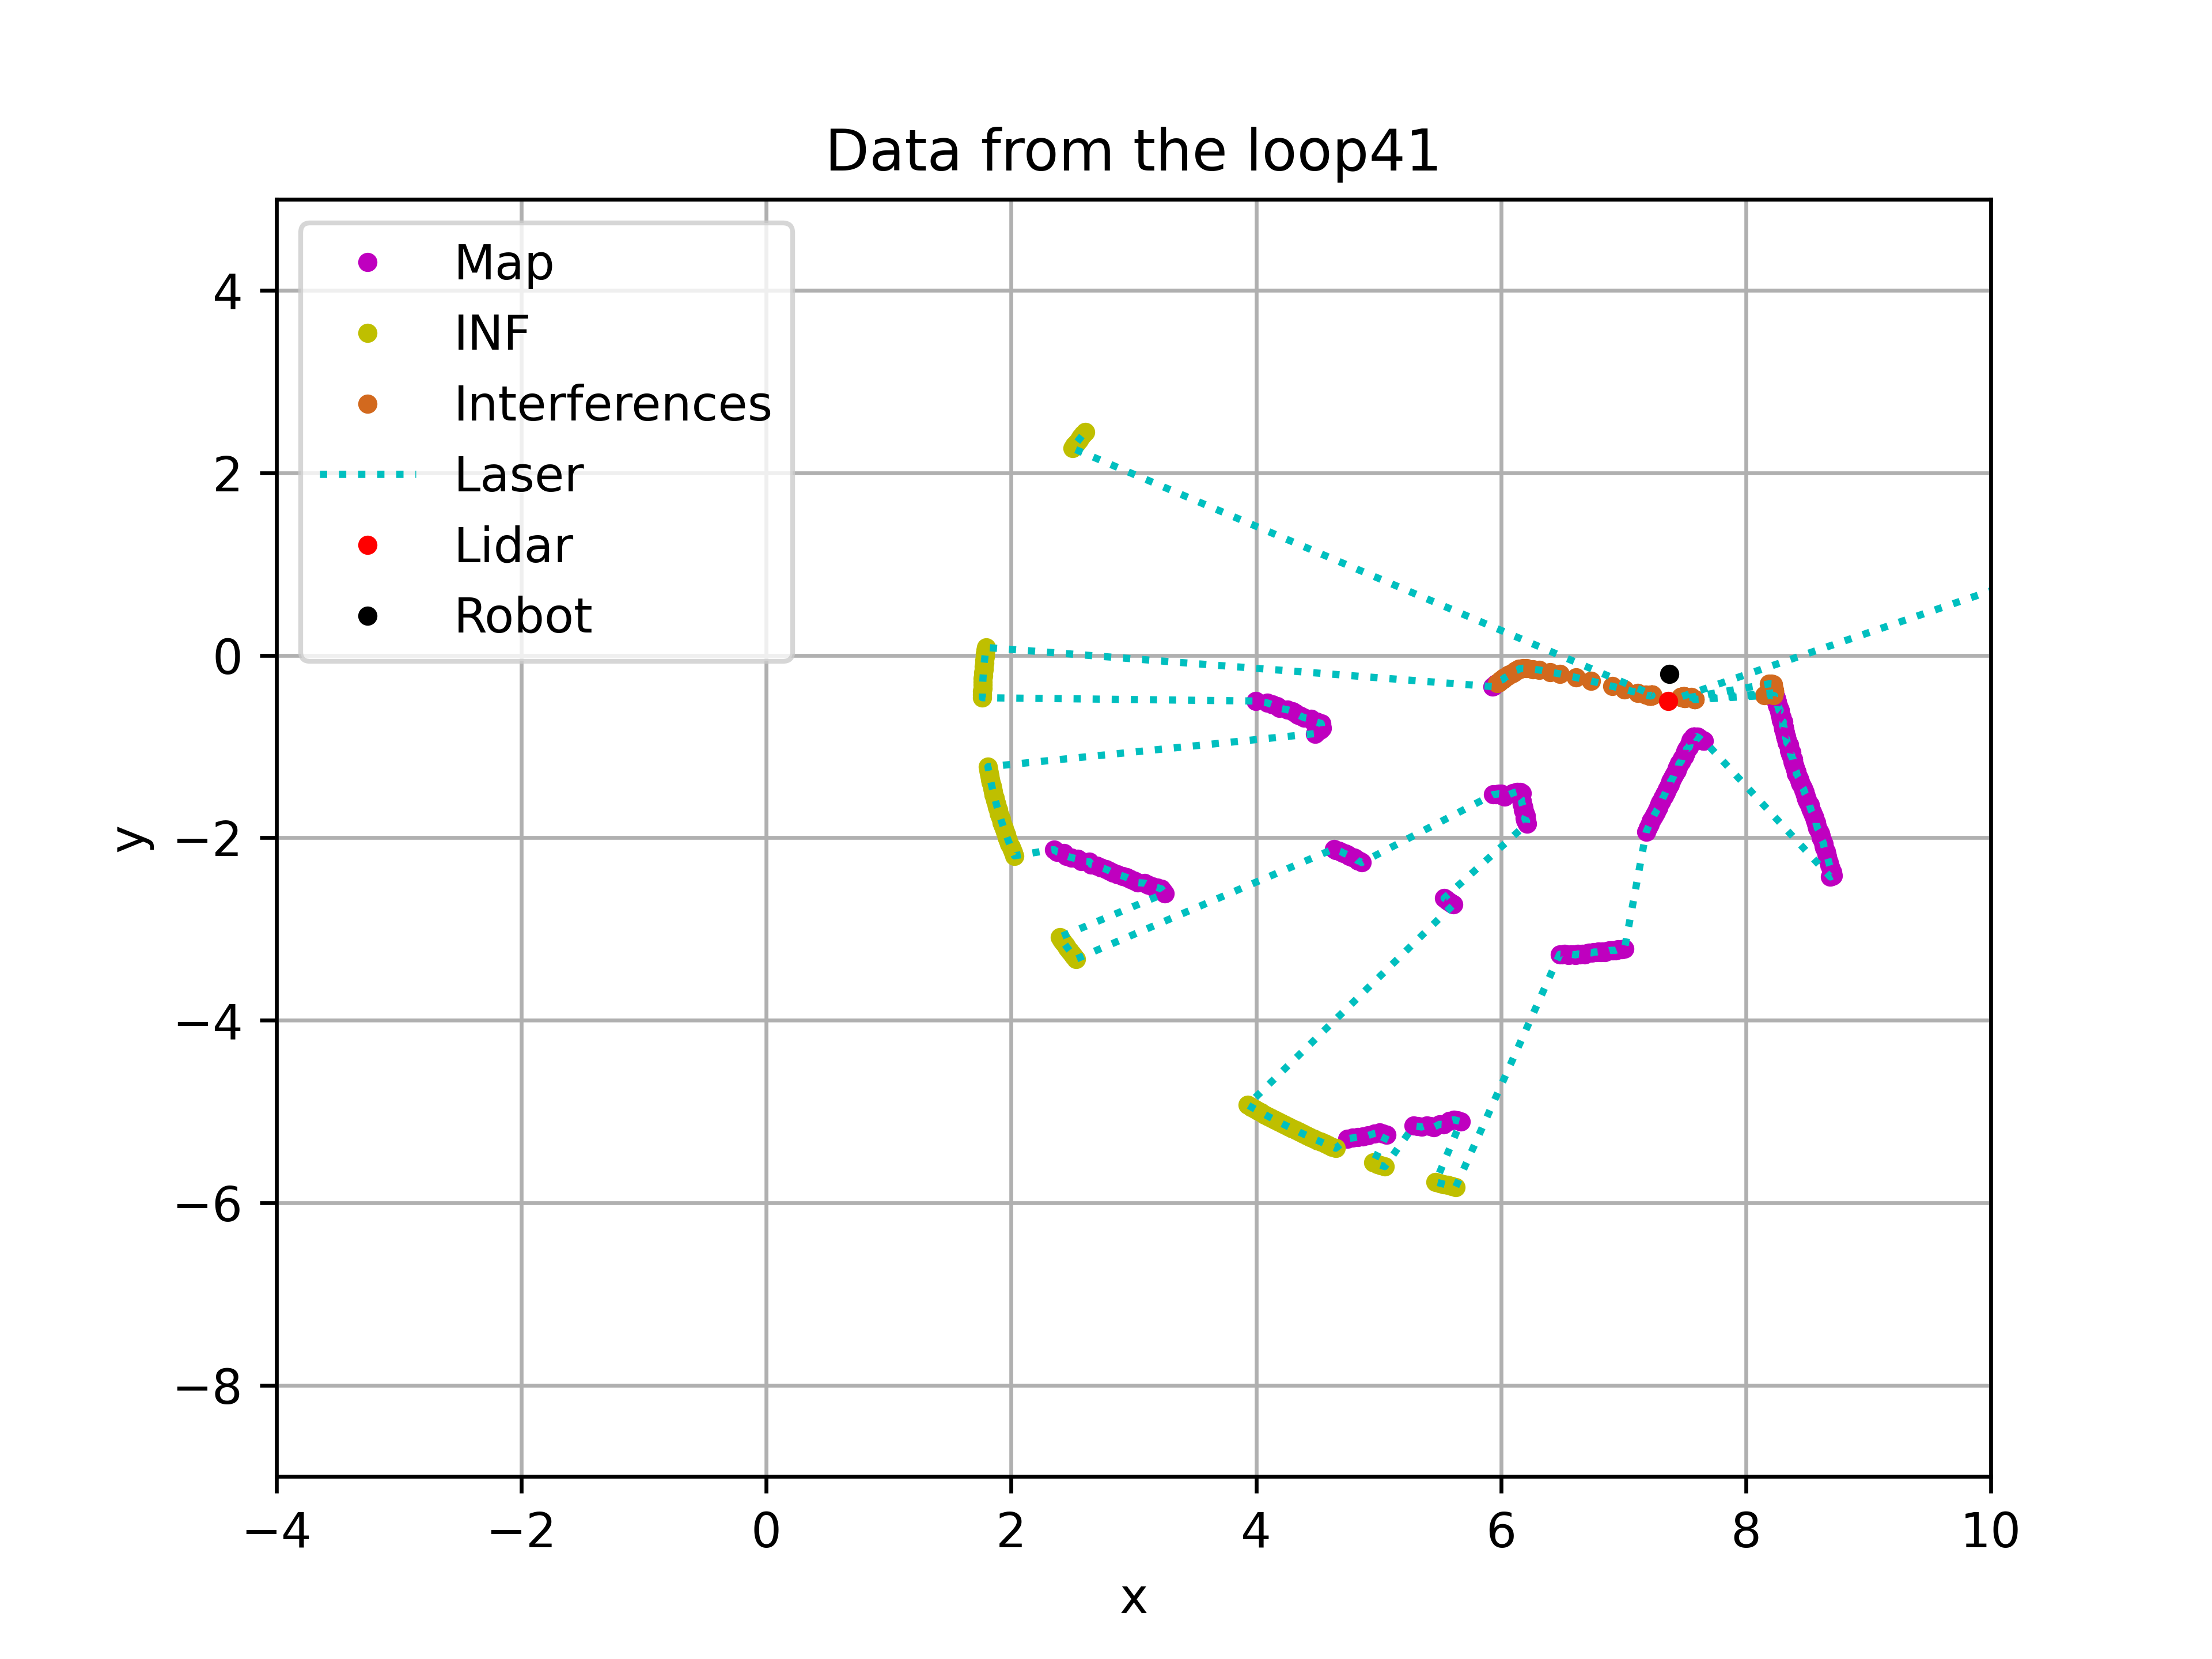 Data from the loop41
Map
INF
Interferences
Laser
Lidar
Robot
4
2
0
−2
−4
−6
−8
y
−4 −2 0 2 4 6 8 10
x